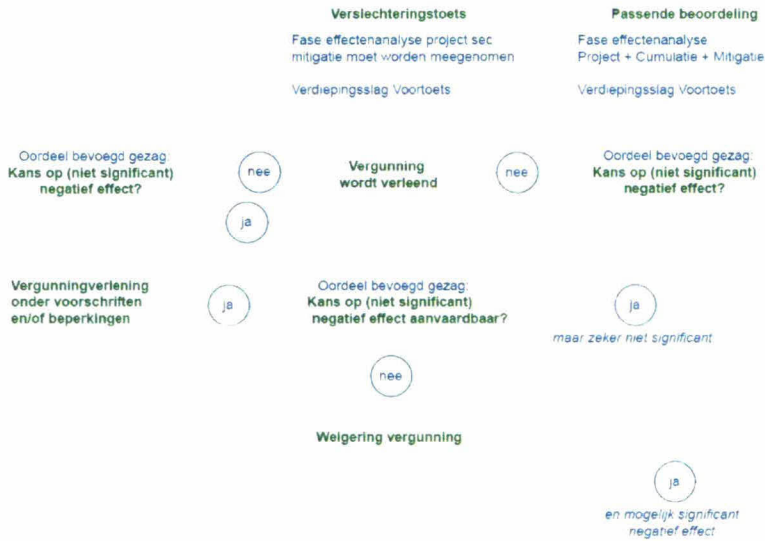 Verslechteringstoets
Fase effectenanalyse project sec
mitigatie moet worden meegenomen
Verdiepingsslag Voortoets
Passende beoordeling
Fase effectenanalyse
Project + Cumulatie + Mitigatie
Verdiepingsslag Voortoets
Oordeel bevoegd gezag:
Kans op (niet significant)
negatief effect?
nee
Vergunning
wordt verleend
nee
Oordeel bevoegd gezag:
Kans op (niet significant)
negatief effect?
ja
Vergunningverlening
onder voorschriften
en/of beperkingen
ja
Oordeel bevoegd gezag:
Kans op (niet significant)
negatief effect aanvaardbaar?
ja
maar zeker niet significant
nee
Weigering vergunning
ja
en mogelijk significant
negatief effect